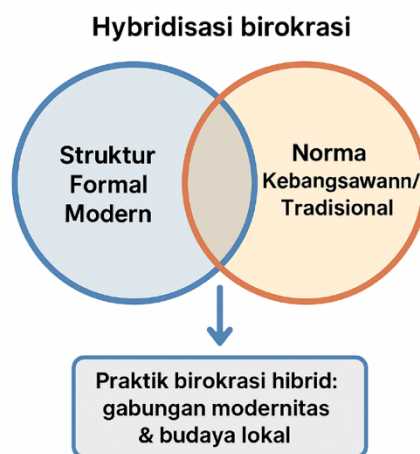 Hybridisasi birokrasi
Struktur
Formal
Modern
Norma
Kebangsawann/
Tradisional
Praktik birokrasi hibrid:
gabungan modernitas
& budaya lokal